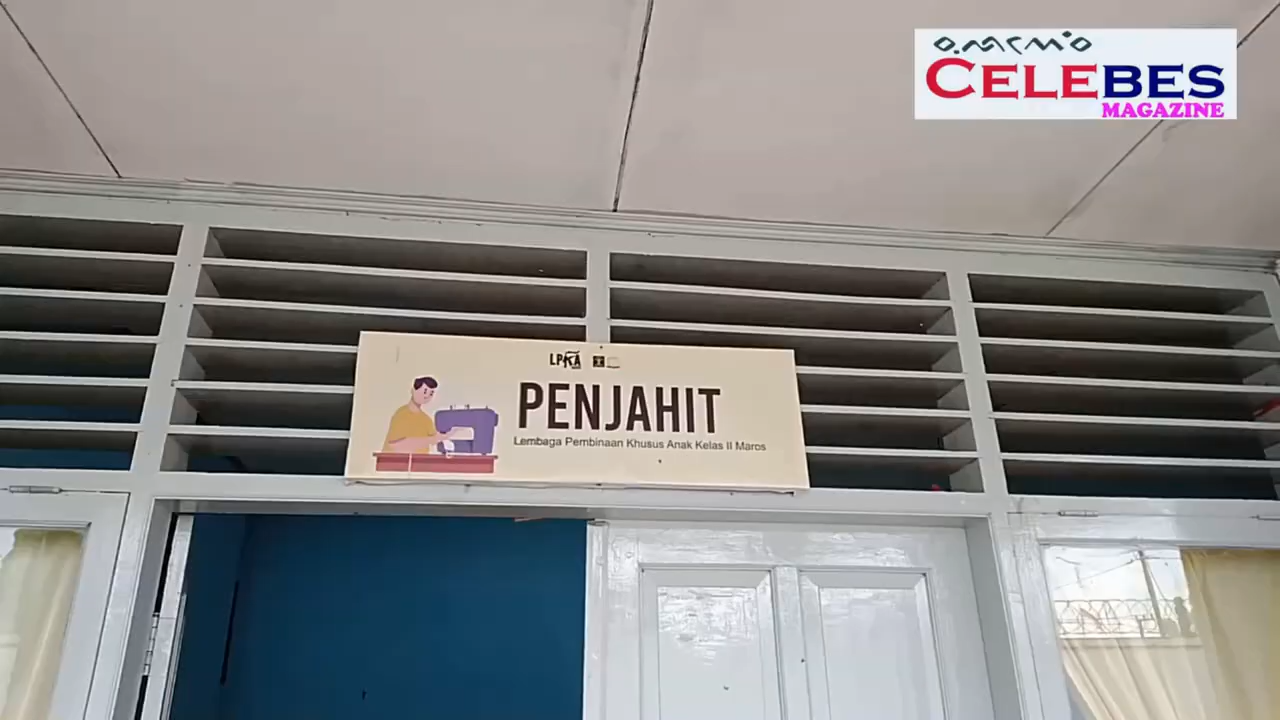 CELEBES
MAGAZINE
LPKA
PENJAHIT
Lembaga Pembinaan Khusus Anak Kelas II Maros